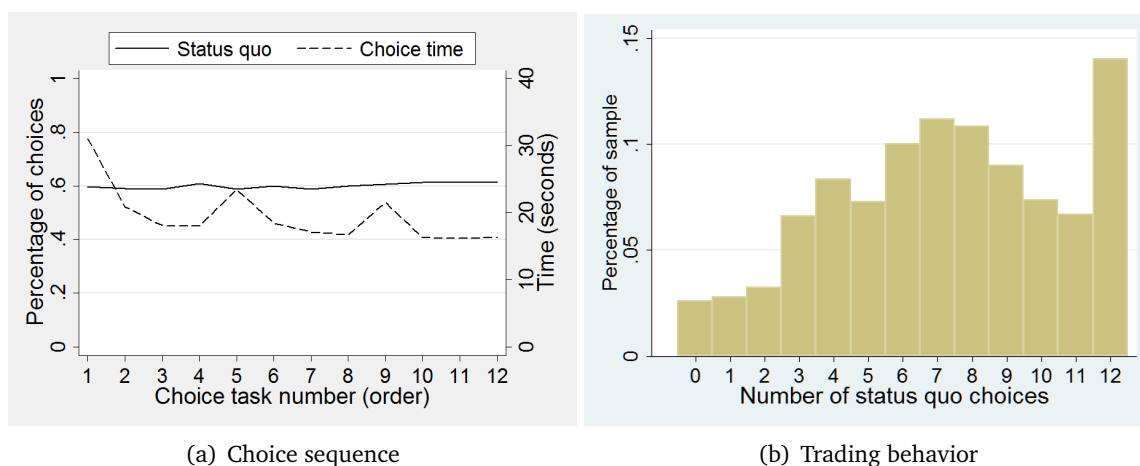 Status quo
Choice time
Percentage of choices
0 .2 .4 .6 .8 1
Time (seconds)
0 10 20 30 40
1 2 3 4 5 6 7 8 9 10 11 12
Choice task number (order)
(a) Choice sequence
Percentage of sample
0 .05 .1 .15
0 1 2 3 4 5 6 7 8 9 10 11 12
Number of status quo choices
(b) Trading behavior